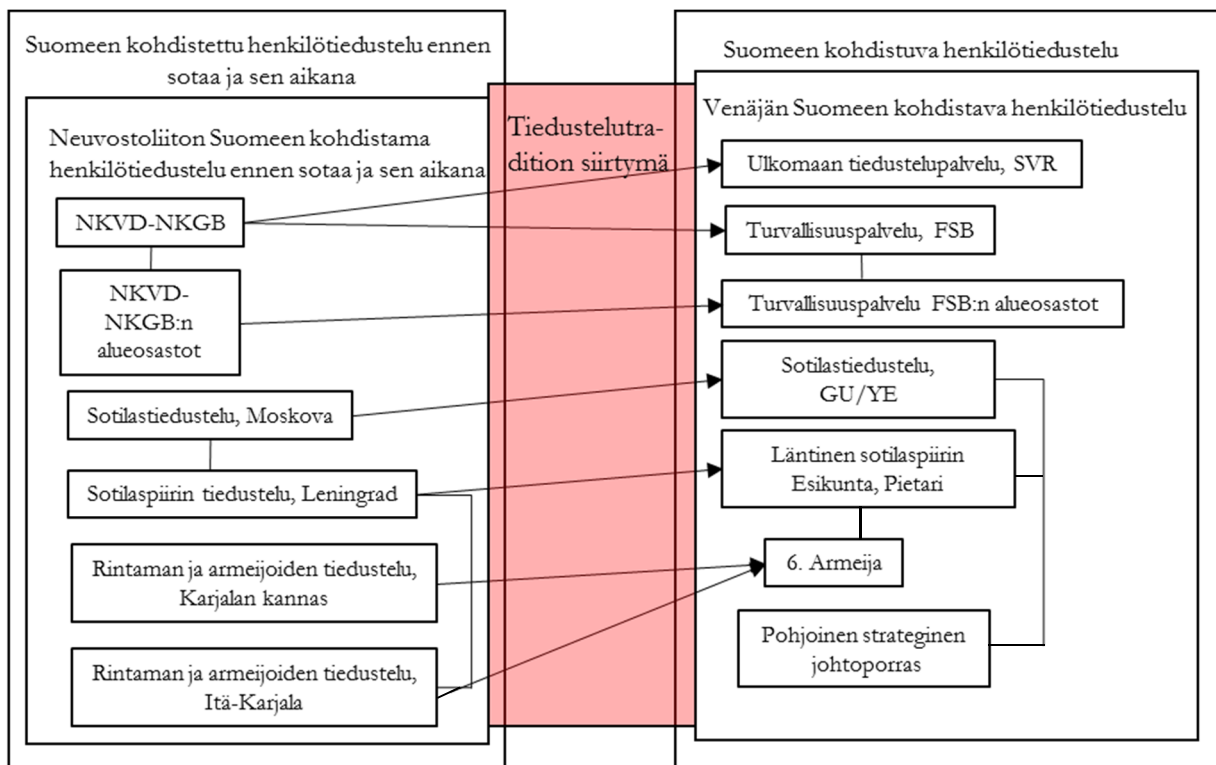 Suomeen kohdistettu henkilötiedustelu ennen
sotaa ja sen aikana
Neuvostoliiton Suomeen kohdistama
henkilötiedustelu ennen sotaa ja sen aikana
NKVD-NKGB
NKVD-
NKGB:n
alueosastot
Sotilastiedustelu, Moskova
Sotilaspiirin tiedustelu, Leningrad
Rintaman ja armeijoiden tiedustelu,
Karjalan kannas
Rintaman ja armeijoiden tiedustelu,
Itä-Karjala
Tiedustelutra-
dition siirtymä
Suomeen kohdistuva henkilötiedustelu
Venäjän Suomeen kohdistava henkilötiedustelu
Ulkomaan tiedustelupalvelu, SVR
Turvallisuuspalvelu, FSB
Turvallisuuspalvelu FSB:n alueosastot
Sotilastiedustelu,
GU/YE
Läntinen sotilaspiirin
Esikunta, Pietari
6. Armeija
Pohjoinen strateginen
johtoporras